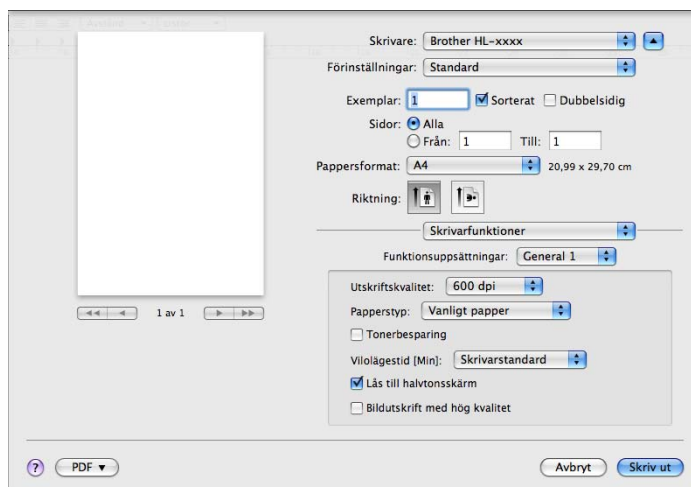 Skrivare: Brother HL-xxxx
Förinställningar: Standard
Exemplar: 1 Sorterat Dubbelsidig
Sidor: Alla
Från: 1 Till: 1
Pappersformat: A4 20,99 x 29,70 cm
Riktning:
Skrivarfunktioner
Funktionsuppsättningar: General 1
Utskriftskvalitet: 600 dpi
Papperstyp: Vanligt papper
Tonerbesparing
Vilolägestid [Min]: Skrivarstandard
Lås till halvtonsskärm
Bildutskrift med hög kvalitet
1 av 1
? PDF Avbryt Skriv ut